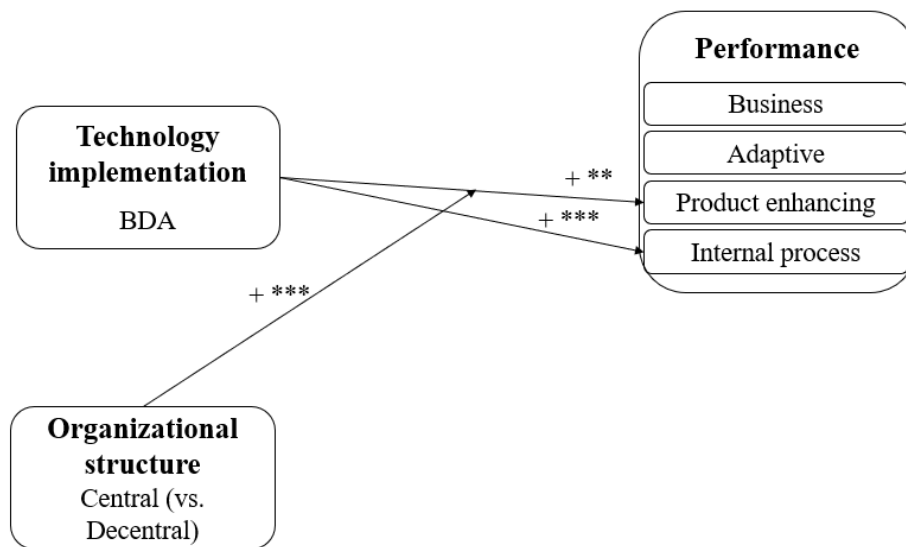 Performance
Business
Adaptive
Product enhancing
Internal process
Technology
implementation
BDA
+ **
+ ***
+ ***
Organizational
structure
Central (vs.
Decentral)